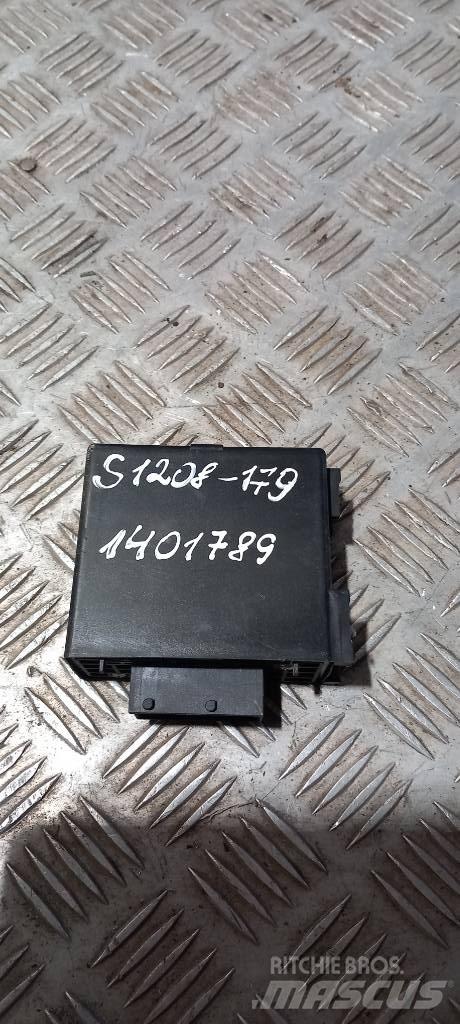 S1208-179
1401789
RITCHIE BROS.
MASCUS